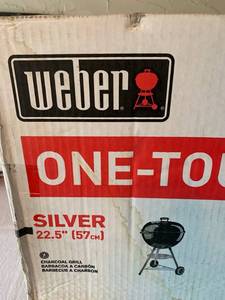 weber
ONE-TOU
SILVER
22.5" (57CM)
CHARCOAL GRILL
BARBACOA A CARBÓN
BARBECUE A CHARBON